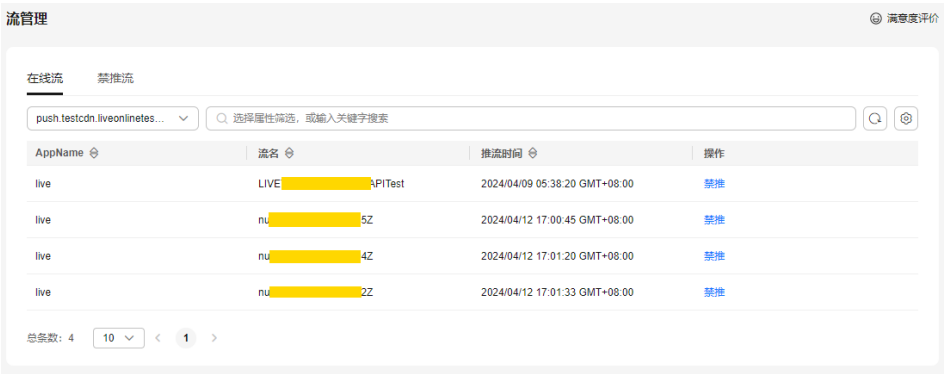 流管理
满意度评价
在线流 禁推流
push.testcdn.liveonlinetes... 选择属性筛选，或输入关键字搜索
AppName 流名 推流时间 操作
live LIVE APITest 2024/04/09 05:38:20 GMT+08:00 禁推
live nu 5Z 2024/04/12 17:00:45 GMT+08:00 禁推
live nu 4Z 2024/04/12 17:01:20 GMT+08:00 禁推
live nu 2Z 2024/04/12 17:01:33 GMT+08:00 禁推
总条数：4 10 1